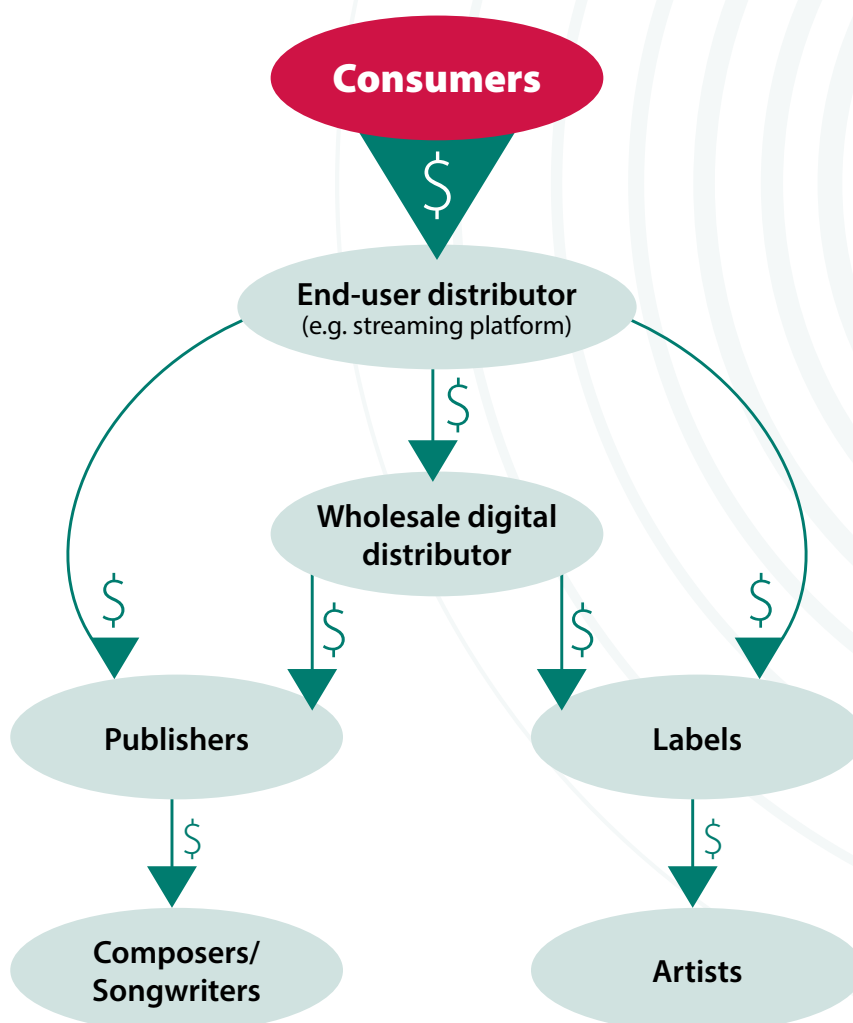 Consumers
$
End-user distributor
(e.g. streaming platform)
$
Wholesale digital
distributor
$
$
$
$
Publishers
Labels
$
$
Composers/
Songwriters
Artists